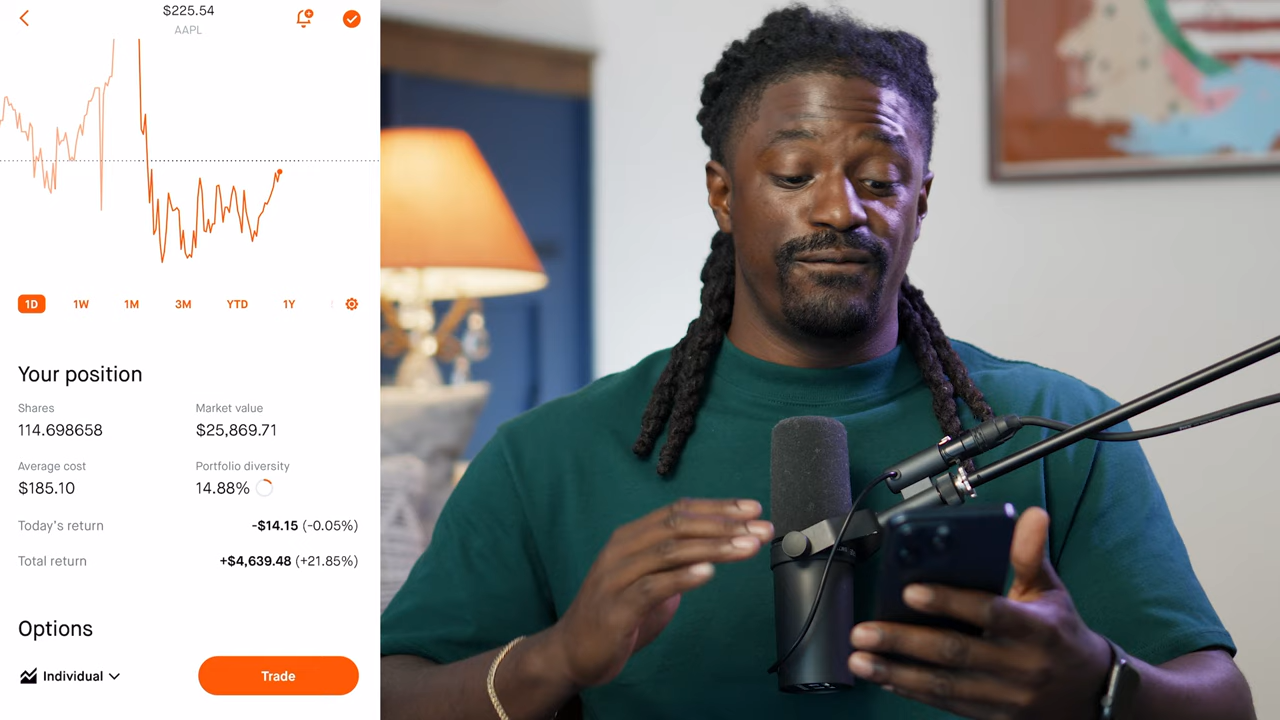 $225.54
AAPL
1D 1W 1M 3M YTD 1Y
Your position
Shares Market value
114.698658 $25,869.71
Average cost Portfolio diversity
$185.10 14.88%
Today's return -$14.15 (-0.05%)
Total return +$4,639.48 (+21.85%)
Options
Individual Trade